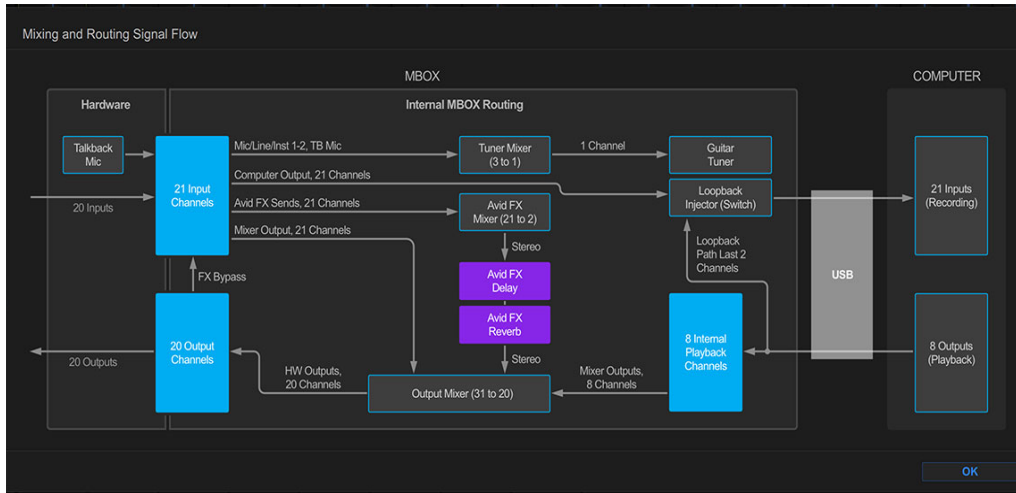 Mixing and Routing Signal Flow
MBOX
COMPUTER
Hardware
Internal MBOX Routing
Talkback
Mic
20 Inputs
21 Input
Channels
Mic/Line/Inst 1-2, TB Mic
Tuner Mixer
(3 to 1)
1 Channel
Guitar
Tuner
Computer Output, 21 Channels
Loopback
Injector (Switch)
21 Inputs
(Recording)
Avid FX Sends, 21 Channels
Avid FX
Mixer (21 to 2)
Mixer Output, 21 Channels
Stereo
Loopback
Path Last 2
Channels
USB
FX Bypass
Avid FX
Delay
Avid FX
Reverb
Stereo
20 Output
Channels
20 Outputs
HW Outputs,
20 Channels
Output Mixer (31 to 20)
Mixer Outputs,
8 Channels
8 Internal
Playback
Channels
8 Outputs
(Playback)
OK